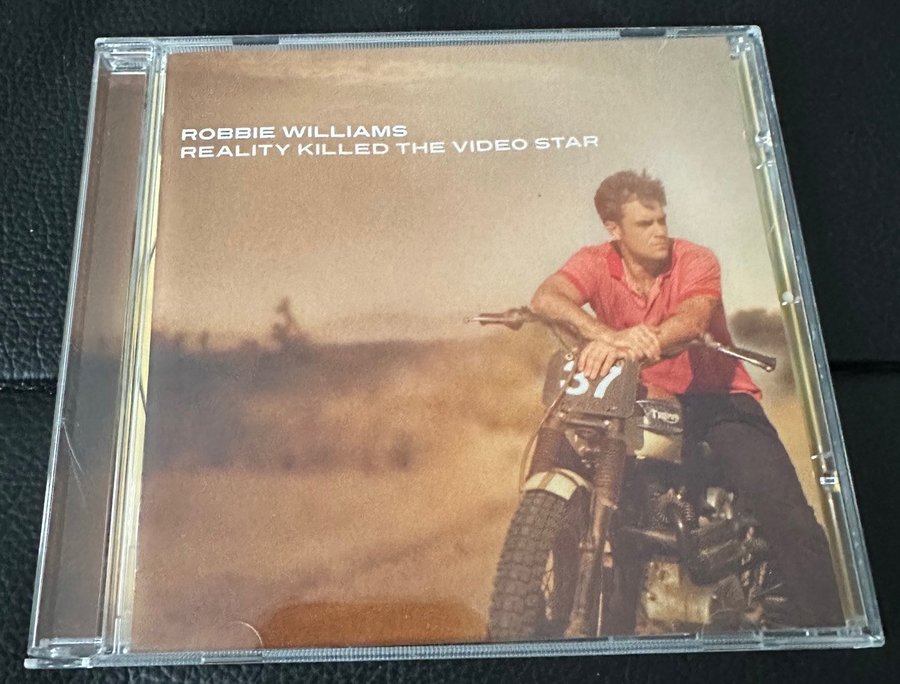 ROBBIE WILLIAMS
REALITY KILLED THE VIDEO STAR
37